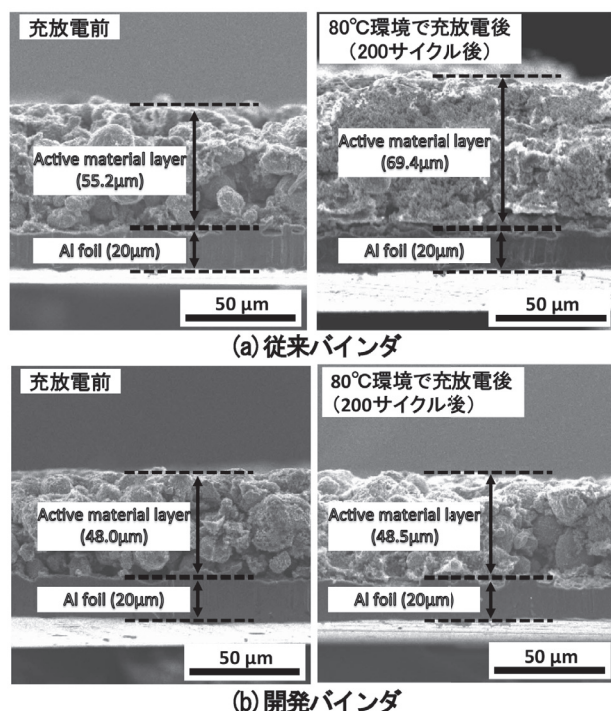 充放電前
Active material layer
(55.2μm)
Al foil (20μm)
50 μm
80℃環境で充放電後
(200サイクル後)
Active material layer
(69.4μm)
Al foil (20μm)
50 μm
(a) 従来バインダ
充放電前
Active material layer
(48.0μm)
Al foil (20μm)
50 μm
80℃環境で充放電後
(200サイクル後)
Active material layer
(48.5μm)
Al foil (20μm)
50 μm
(b) 開発バインダ